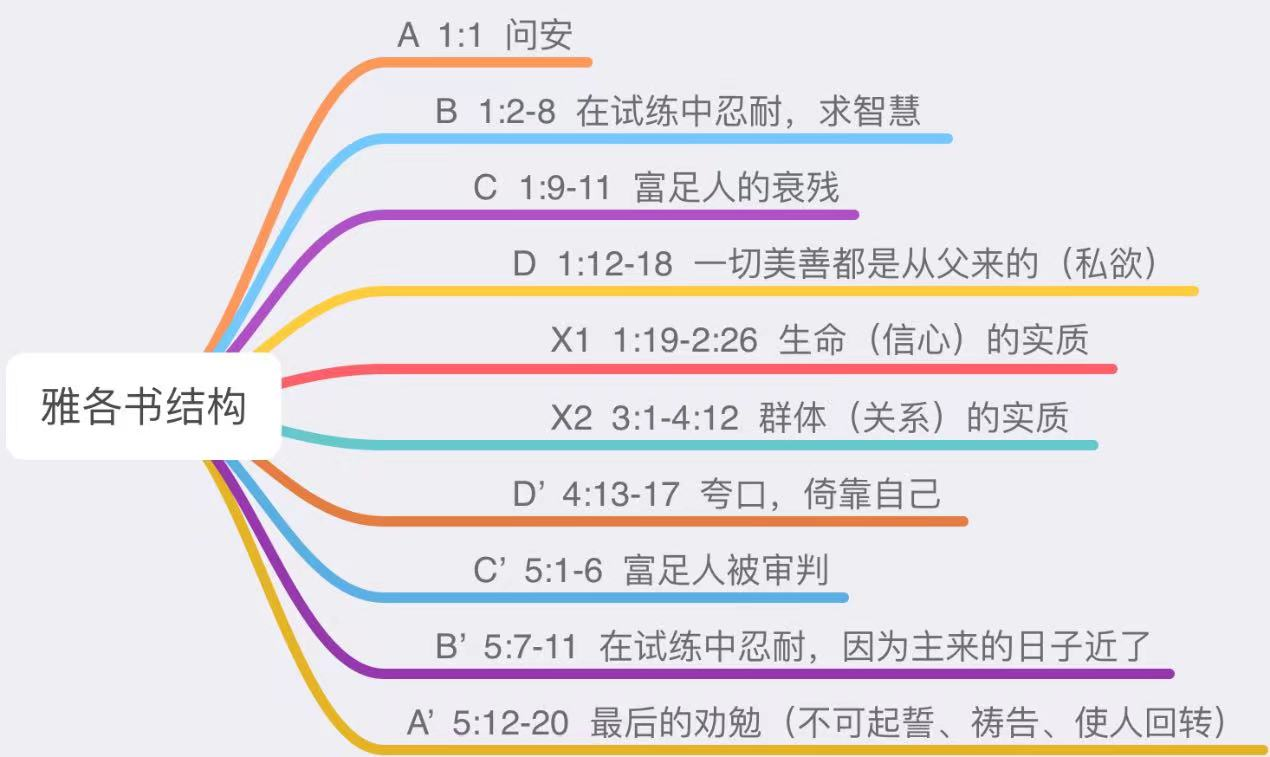 A 1:1 问安
B 1:2-8 在试练中忍耐，求智慧
C 1:9-11 富足人的衰残
D 1:12-18 一切美善都是从父来的（私欲）
X1 1:19-2:26 生命（信心）的实质
雅各书结构
X2 3:1-4:12 群体（关系）的实质
D’ 4:13-17 夸口，倚靠自己
C’ 5:1-6 富足人被审判
B’ 5:7-11 在试练中忍耐，因为主来的日子近了
A’ 5:12-20 最后的劝勉（不可起誓、祷告、使人回转）